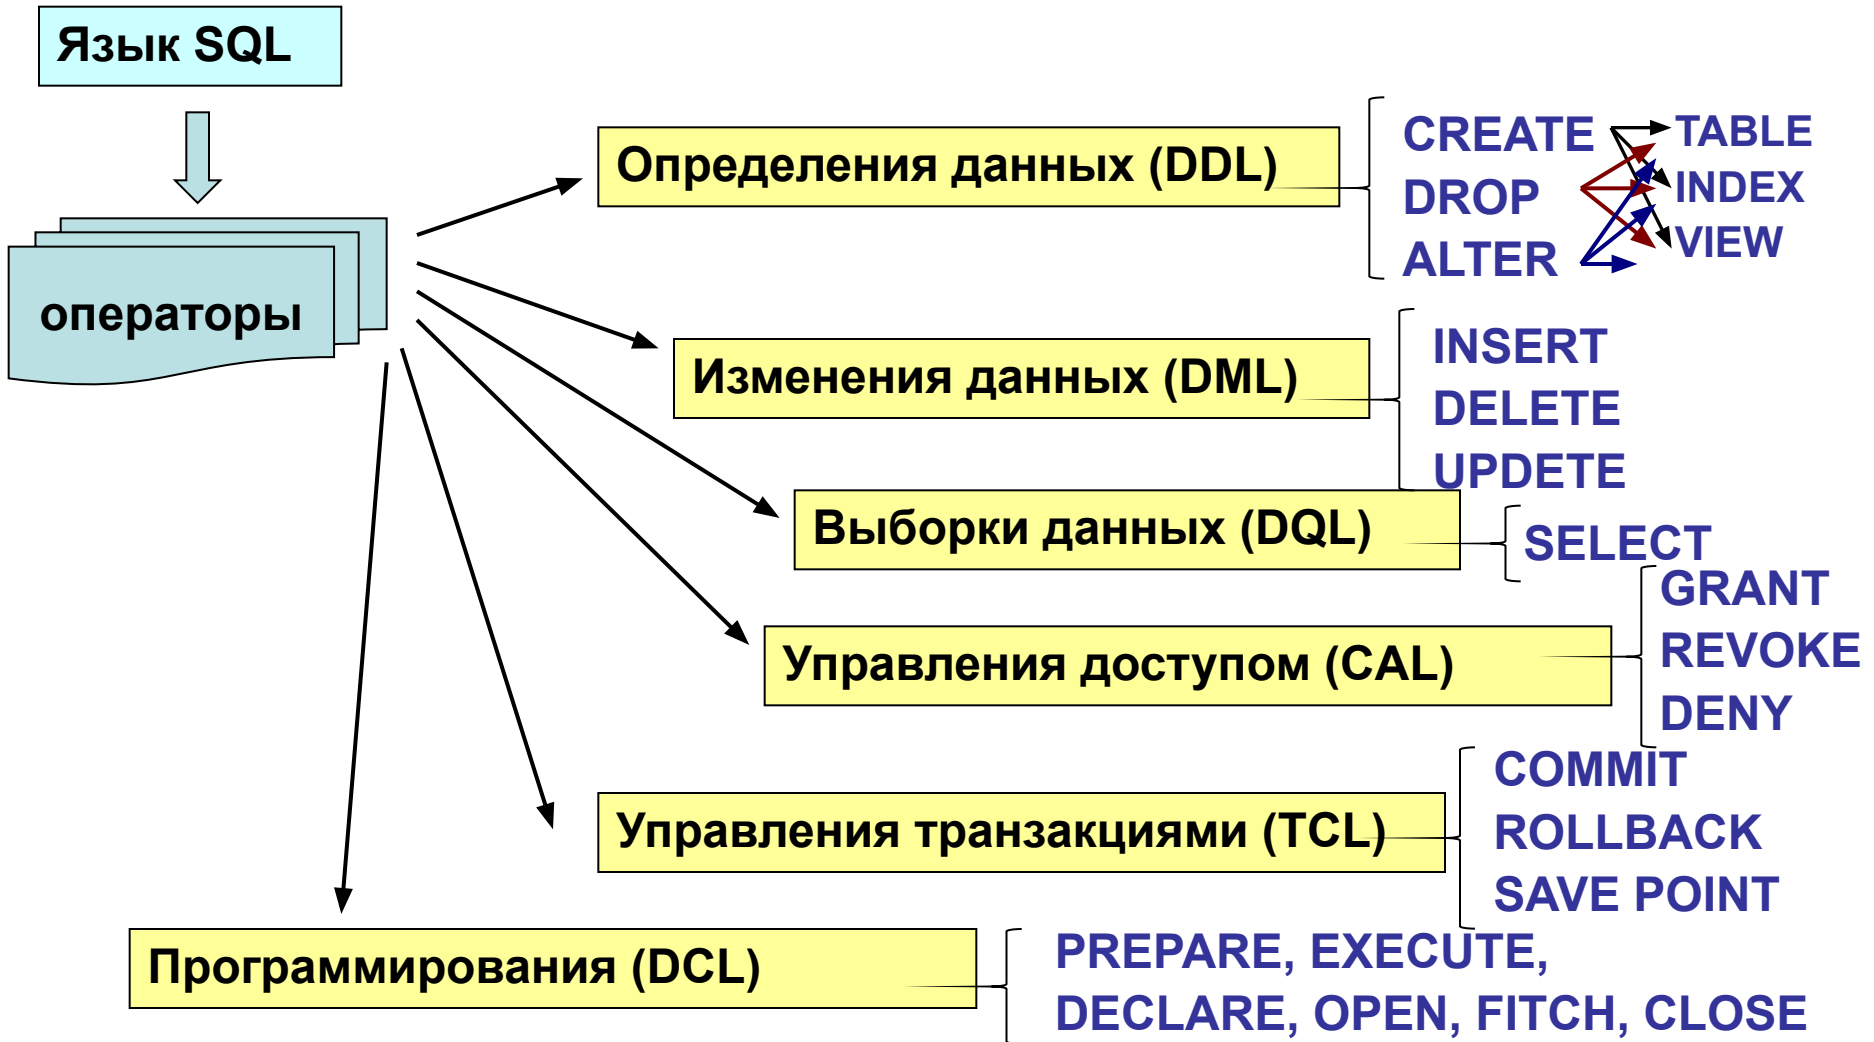 Язык SQL
операторы
Определения данных (DDL)
CREATE
DROP
ALTER
TABLE
INDEX
VIEW
Изменения данных (DML)
INSERT
DELETE
UPDETE
Выборки данных (DQL)
SELECT
Управления доступом (CAL)
GRANT
REVOKE
DENY
Управления транзакциями (TCL)
COMMIT
ROLLBACK
SAVE POINT
Программирования (DCL)
PREPARE, EXECUTE,
DECLARE, OPEN, FITCH, CLOSE